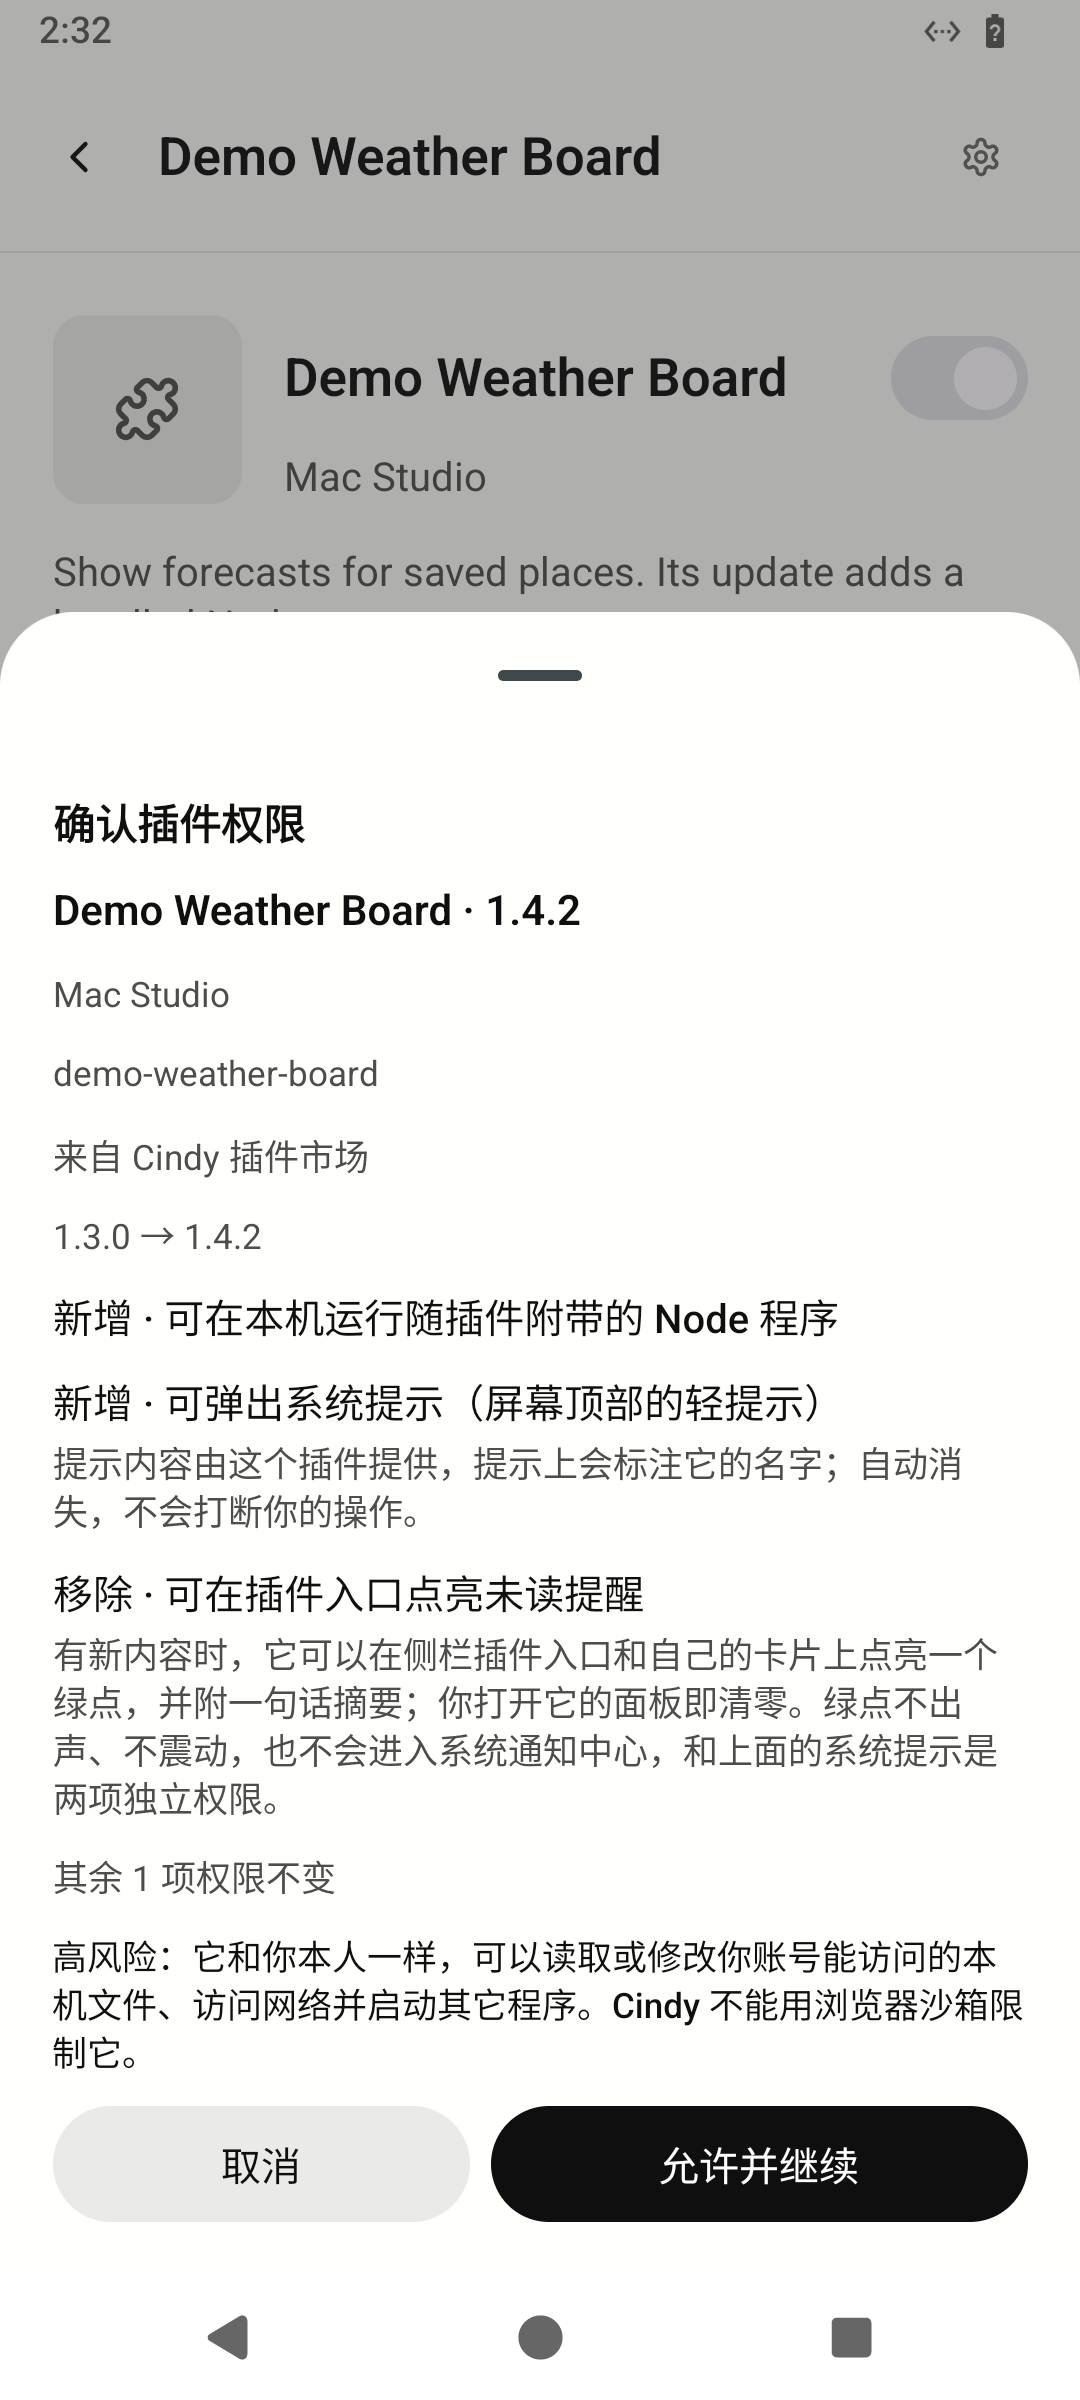 2:32
Demo Weather Board
Demo Weather Board
Mac Studio
Show forecasts for saved places. Its update adds a
确认插件权限
Demo Weather Board · 1.4.2
Mac Studio
demo-weather-board
来自 Cindy 插件市场
1.3.0 → 1.4.2
新增 · 可在本机运行随插件附带的 Node 程序
新增 · 可弹出系统提示（屏幕顶部的轻提示）
提示内容由这个插件提供，提示上会标注它的名字；自动消
失，不会打断你的操作。
移除 · 可在插件入口点亮未读提醒
有新内容时，它可以在侧栏插件入口和自己的卡片上点亮一个
绿点，并附一句话摘要；你打开它的面板即清零。绿点不出
声、不震动，也不会进入系统通知中心，和上面的系统提示是
两项独立权限。
其余 1 项权限不变
高风险：它和你本人一样，可以读取或修改你账号能访问的本
机文件、访问网络并启动其它程序。Cindy 不能用浏览器沙箱限
制它。
取消
允许并继续